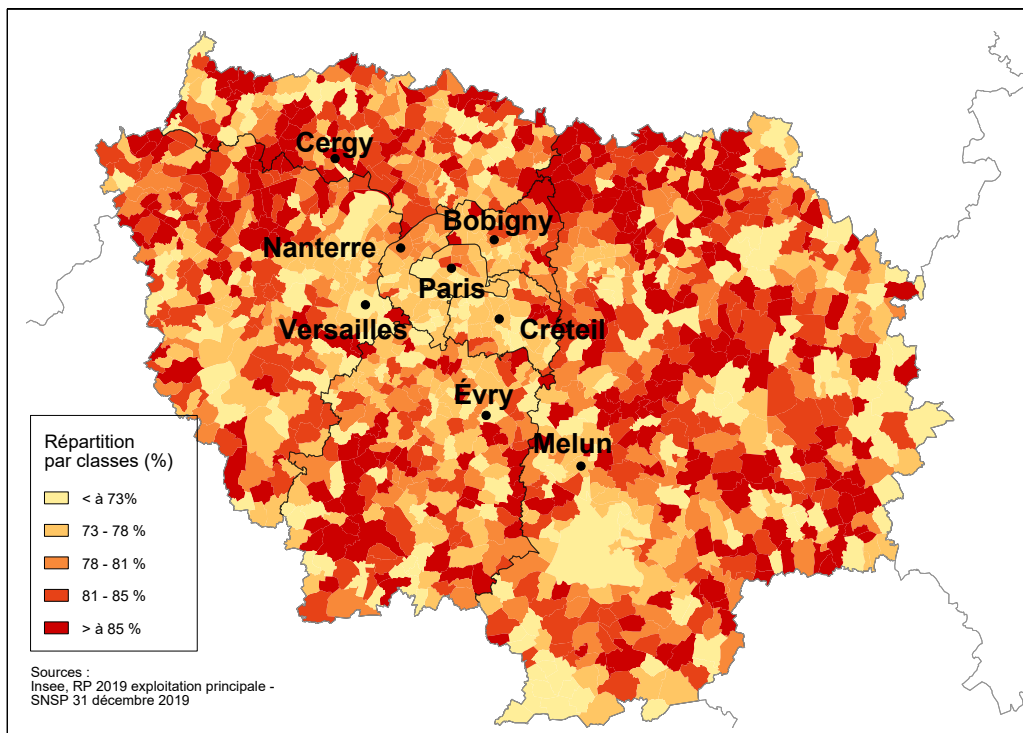 Cergy
Bobigny
Nanterre
Paris
Versailles
Créteil
Évry
Melun
Répartition
par classes (%)
< à 73%
73 - 78 %
78 - 81 %
81 - 85 %
> à 85 %
Sources :
Insee, RP 2019 exploitation principale -
SNSP 31 décembre 2019